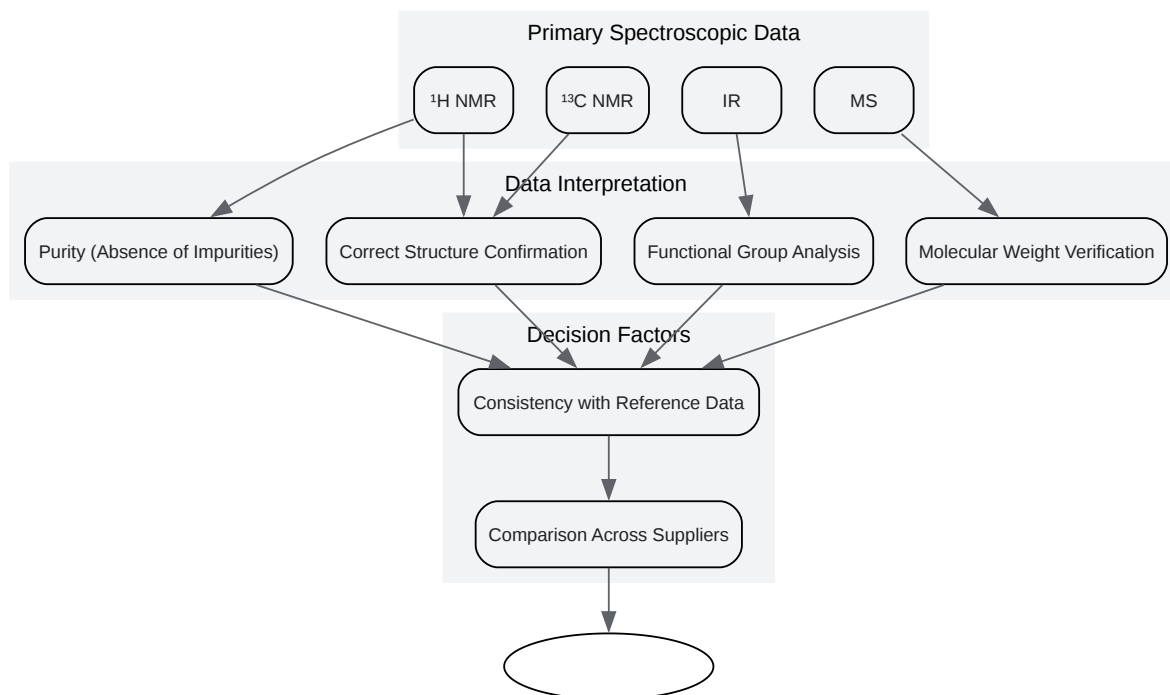 Primary Spectroscopic Data
¹H NMR
¹³C NMR
IR
MS
Data Interpretation
Purity (Absence of Impurities)
Correct Structure Confirmation
Functional Group Analysis
Molecular Weight Verification
Decision Factors
Consistency with Reference Data
Comparison Across Suppliers